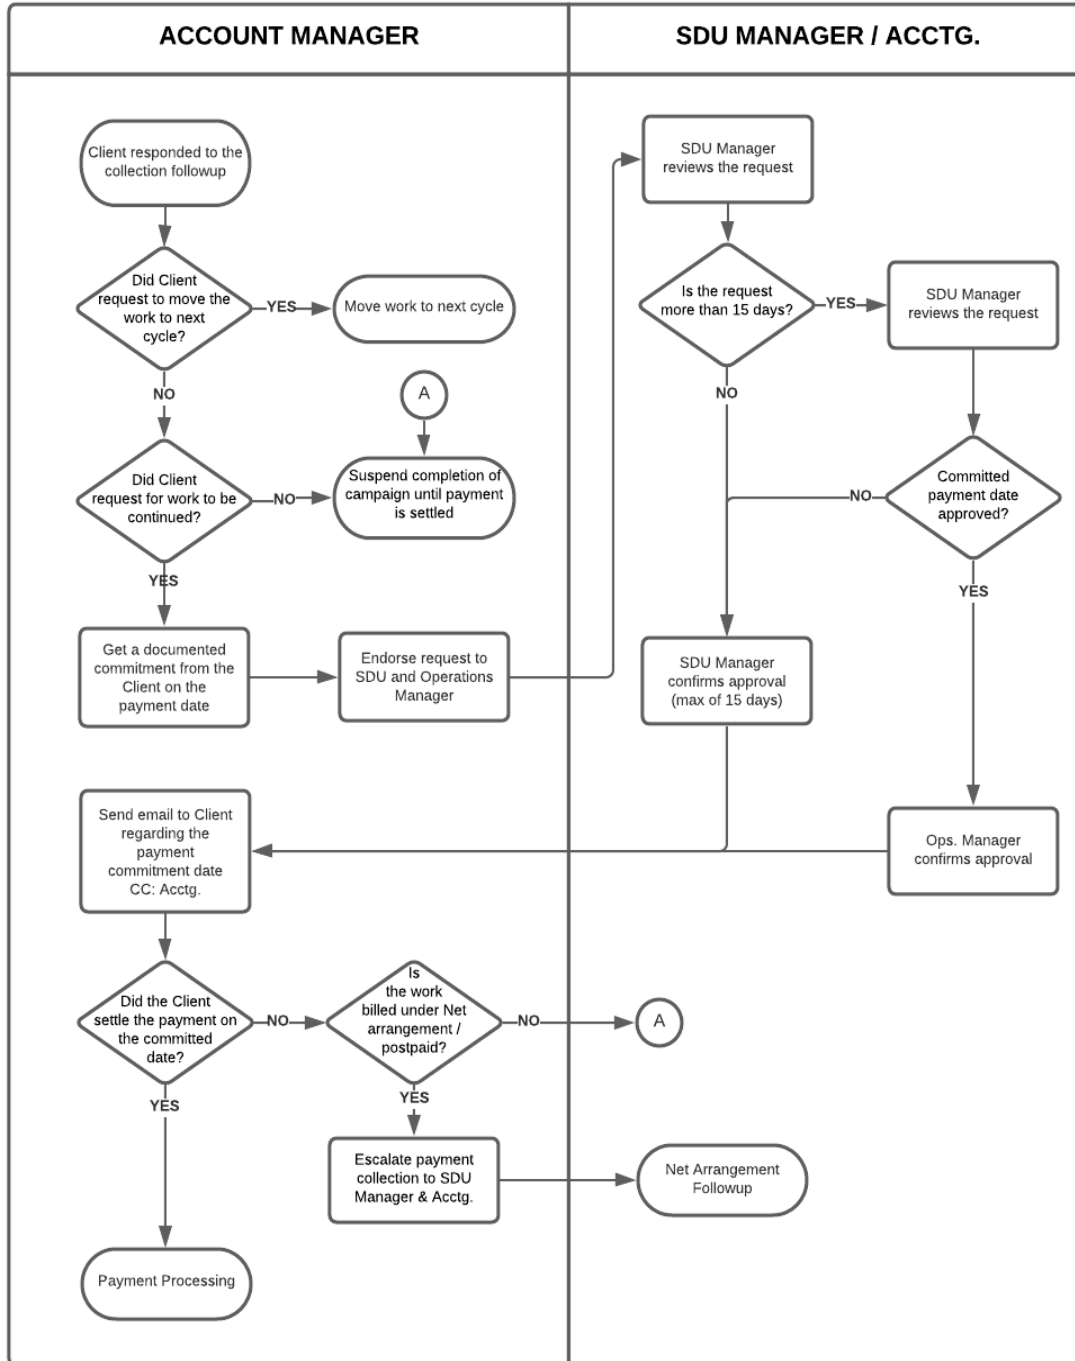 ACCOUNT MANAGER
SDU MANAGER / ACCTG.
Client responded to the
collection followup
Did Client
request to move the
work to next
cycle?
YES
Move work to next cycle
NO
A
Did Client
request for work to be
continued?
NO
Suspend completion of
campaign until payment
is settled
YES
Get a documented
commitment from the
Client on the
payment date
Endorse request to
SDU and Operations
Manager
SDU Manager
reviews the request
Is the request
more than 15 days?
YES
SDU Manager
reviews the request
NO
Committed
payment date
approved?
NO
YES
SDU Manager
confirms approval
(max of 15 days)
Ops. Manager
confirms approval
Send email to Client
regarding the
payment
commitment date
CC: Acctg.
Did the Client
settle the payment on
the committed
date?
NO
Is
the work
billed under Net
arrangement /
postpaid?
NO
A
YES
YES
Escalate payment
collection to SDU
Manager & Acctg.
Net Arrangement
Followup
Payment Processing